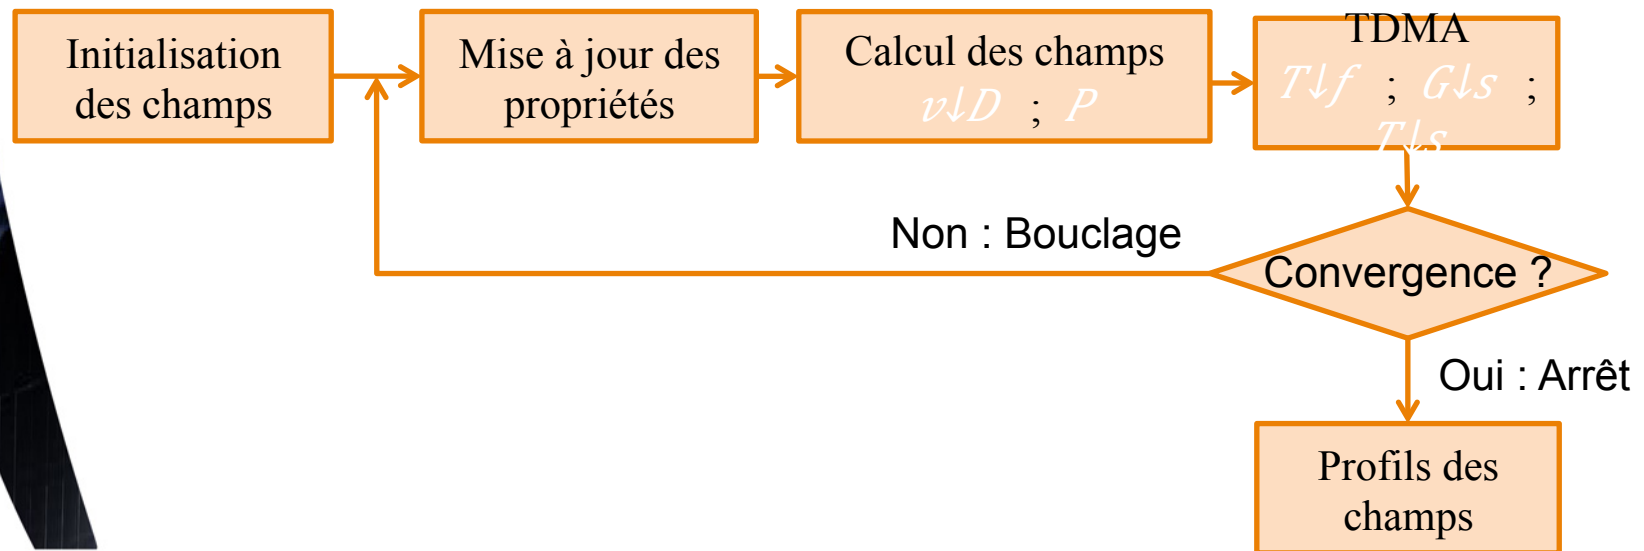 Initialisation
des champs
Mise à jour des
propriétés
Calcul des champs
v↓D ; P
TDMA
T↓f ; G↓s ;
T↓s
Non : Bouclage
Convergence ?
Oui : Arrêt
Profils des
champs